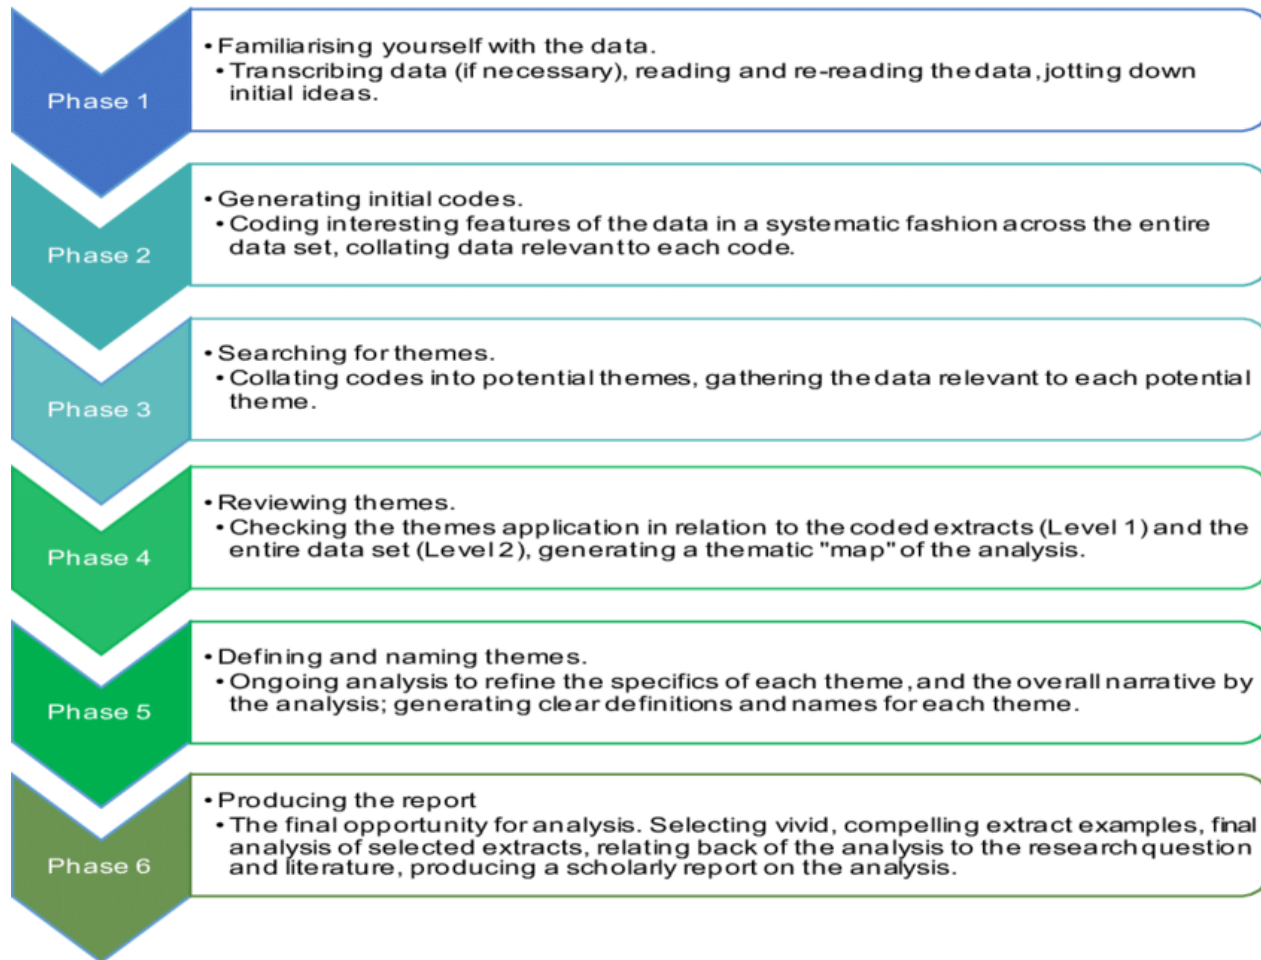 Phase 1
• Familiarising yourself with the data.
• Transcribing data (if necessary), reading and re-reading the data, jotting down
initial ideas.
Phase 2
• Generating initial codes.
• Coding interesting features of the data in a systematic fashion across the entire
data set, collating data relevant to each code.
Phase 3
• Searching for themes.
• Collating codes into potential themes, gathering the data relevant to each potential
theme.
Phase 4
• Reviewing themes.
• Checking the themes application in relation to the coded extracts (Level 1) and the
entire data set (Level 2), generating a thematic "map" of the analysis.
Phase 5
• Defining and naming themes.
• Ongoing analysis to refine the specifics of each theme, and the overall narrative by
the analysis; generating clear definitions and names for each theme.
Phase 6
• Producing the report
• The final opportunity for analysis. Selecting vivid, compelling extract examples, final
analysis of selected extracts, relating back of the analysis to the research question
and literature, producing a scholarly report on the analysis.